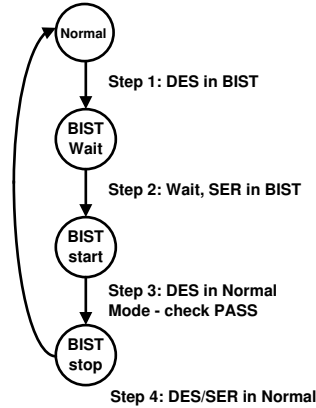 Normal
Step 1: DES in BIST
BIST
Wait
Step 2: Wait, SER in BIST
BIST
start
Step 3: DES in Normal
Mode - check PASS
BIST
stop
Step 4: DES/SER in Normal